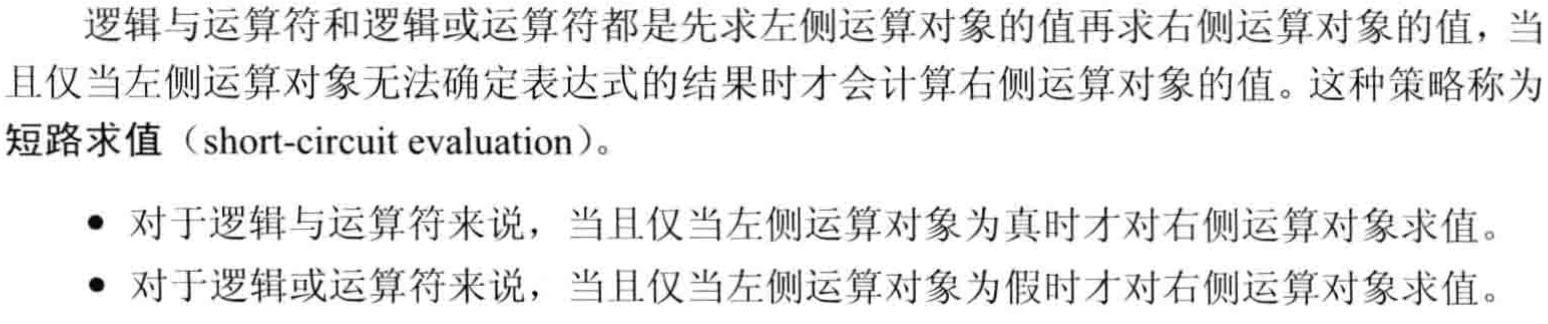 逻辑与运算符和逻辑或运算符都是先求左侧运算对象的值再求右侧运算对象的值，当
且仅当左侧运算对象无法确定表达式的结果时才会计算右侧运算对象的值。这种策略称为
短路求值（short-circuit evaluation）。
• 对于逻辑与运算符来说，当且仅当左侧运算对象为真时才对右侧运算对象求值。
• 对于逻辑或运算符来说，当且仅当左侧运算对象为假时才对右侧运算对象求值。